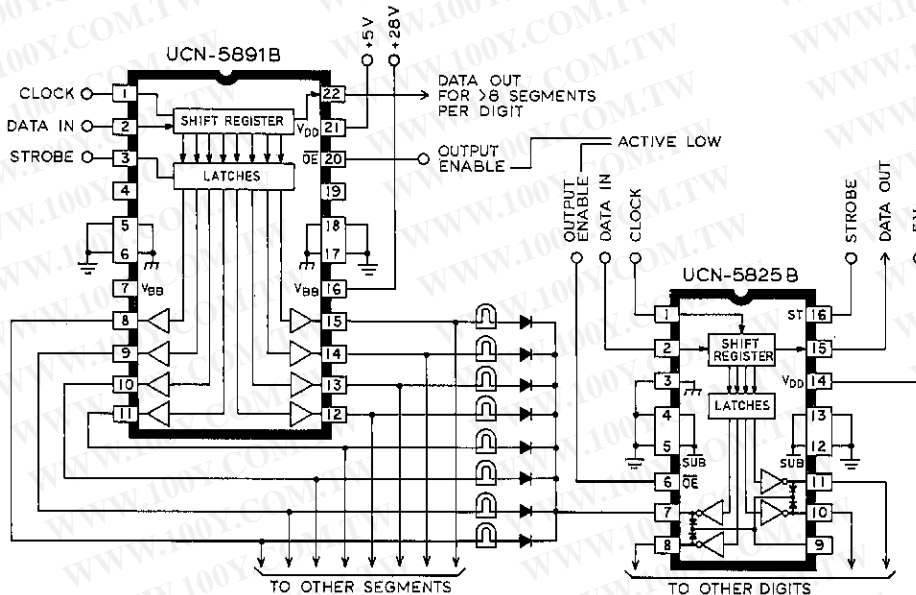 UCN-5891B
+5V
+28V
CLOCK
1
SHIFT REGISTER
22
DATA OUT
FOR >8 SEGMENTS
PER DIGIT
DATA IN
2
VDD
21
STROBE
3
LATCHES
OE
20
OUTPUT
ENABLE
ACTIVE LOW
4
19
5
18
6
17
7
VBB
VBB
16
8
15
9
14
10
13
11
12
TO OTHER SEGMENTS
OUTPUT
ENABLE
DATA IN
CLOCK
STROBE
DATA OUT
UCN-5825B
1
ST
16
2
SHIFT
REGISTER
15
3
VDD
14
4
LATCHES
13
5
SUB
SUB
12
6
OE
11
7
10
8
9
TO OTHER DIGITS
WWW.100Y.COM.TW